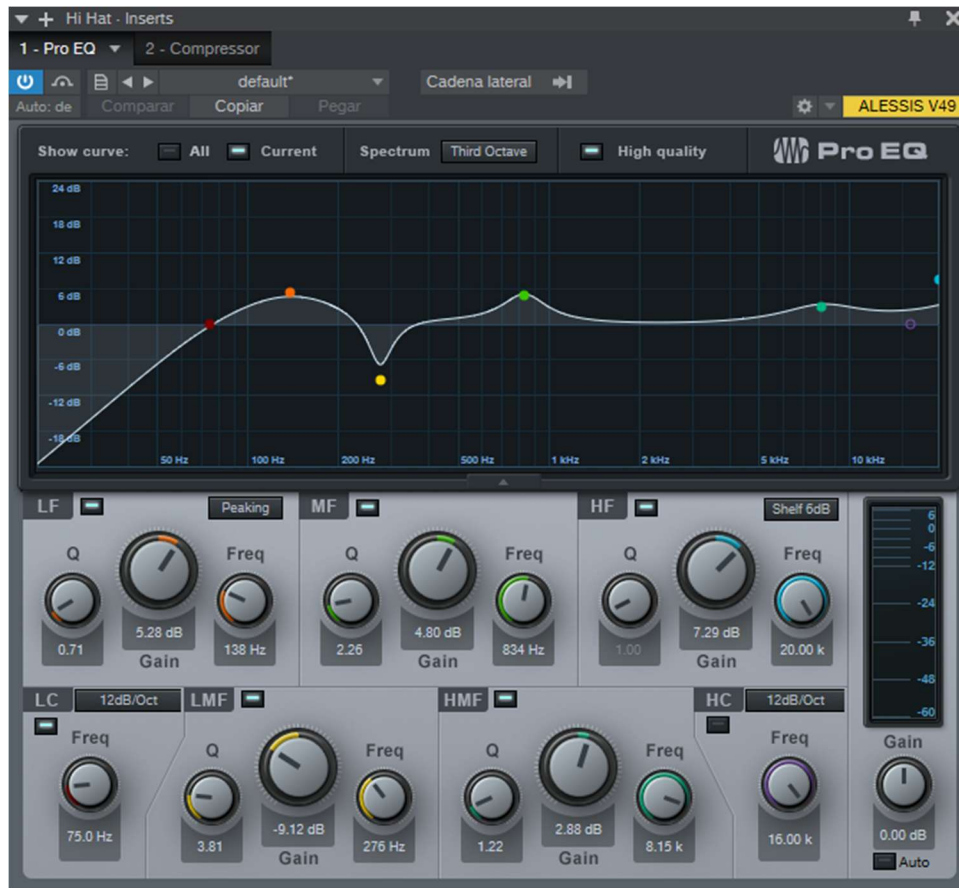 Hi Hat - Inserts
1 - Pro EQ
2 - Compressor
default*
Cadena lateral
Auto: de
Comparar
Copiar
Pegar
ALESSIS V49
Show curve:
All
Current
Spectrum
Third Octave
High quality
Pro EQ
24 dB
18 dB
12 dB
6 dB
0 dB
-6 dB
-12 dB
-18 dB
50 Hz
100 Hz
200 Hz
500 Hz
1 kHz
2 kHz
5 kHz
10 kHz
LF
Peaking
Q
Freq
0.71
5.28 dB
138 Hz
Gain
MF
Q
Freq
2.26
4.80 dB
834 Hz
Gain
HF
Shelf 6dB
Q
Freq
1.00
7.29 dB
20.00 k
Gain
LC
12dB/Oct
Freq
75.0 Hz
LMF
Q
Freq
3.81
-9.12 dB
276 Hz
Gain
HMF
Q
Freq
1.22
2.88 dB
8.15 k
Gain
HC
12dB/Oct
Freq
16.00 k
6
0
-6
-12
-24
-36
-48
-60
Gain
0.00 dB
Auto